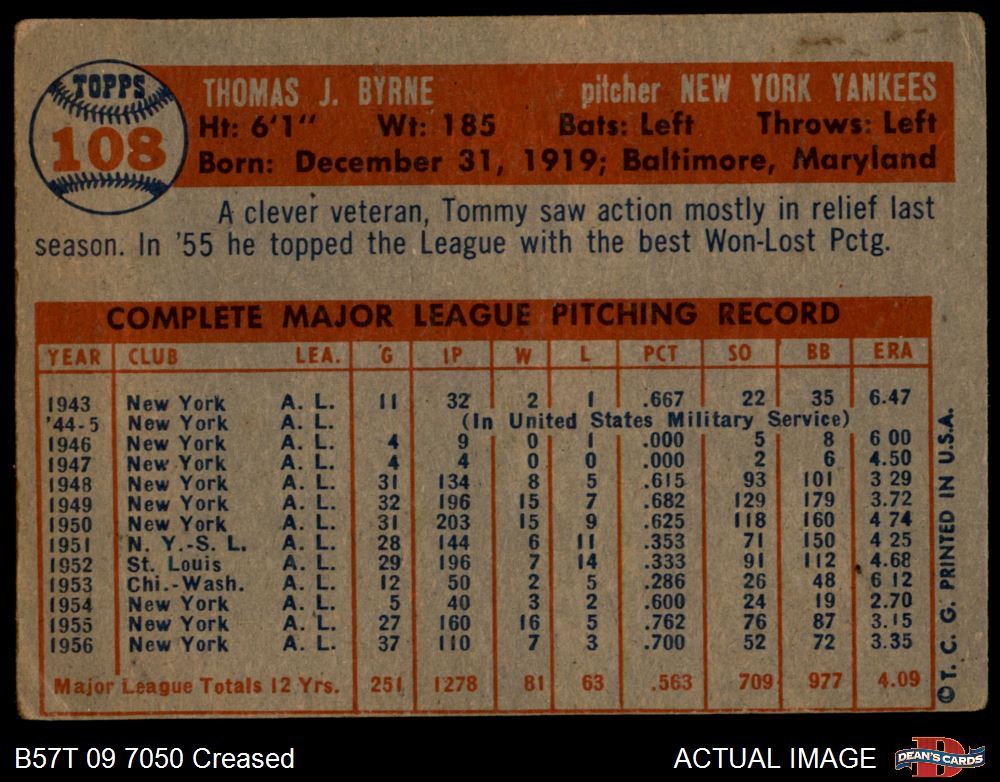 TOPPS
108
THOMAS J. BYRNE pitcher NEW YORK YANKEES
Ht: 6'1" Wt: 185 Bats: Left Throws: Left
Born: December 31, 1919; Baltimore, Maryland
A clever veteran, Tommy saw action mostly in relief last
season. In '55 he topped the League with the best Won-Lost Pctg.
COMPLETE MAJOR LEAGUE PITCHING RECORD
YEAR CLUB LEA. G IP W L PCT SO BB ERA
1943 New York A. L. 11 32 2 1 .667 22 35 6.47
'44-5 New York A. L. (In United States Military Service)
1946 New York A. L. 4 9 0 1 .000 5 8 6 00
1947 New York A. L. 4 4 0 0 .000 2 6 4.50
1948 New York A. L. 31 134 8 5 .615 93 101 3 29
1949 New York A. L. 32 196 15 7 .682 129 179 3.72
1950 New York A. L. 31 203 15 9 .625 118 160 4 74
1951 N. Y.-S. L. A. L. 28 144 6 11 .353 71 150 4 25
1952 St. Louis A. L. 29 196 7 14 .333 91 112 4.68
1953 Chi.-Wash. A. L. 12 50 2 5 .286 26 48 6 12
1954 New York A. L. 5 40 3 2 .600 24 19 2.70
1955 New York A. L. 27 160 16 5 .762 76 87 3.15
1956 New York A. L. 37 110 7 3 .700 52 72 3.35
Major League Totals 12 Yrs. 251 1278 81 63 .563 709 977 4.09
© T. C. G. PRINTED IN U.S.A.
B57T 09 7050 Creased ACTUAL IMAGE
DEAN'S CARDS